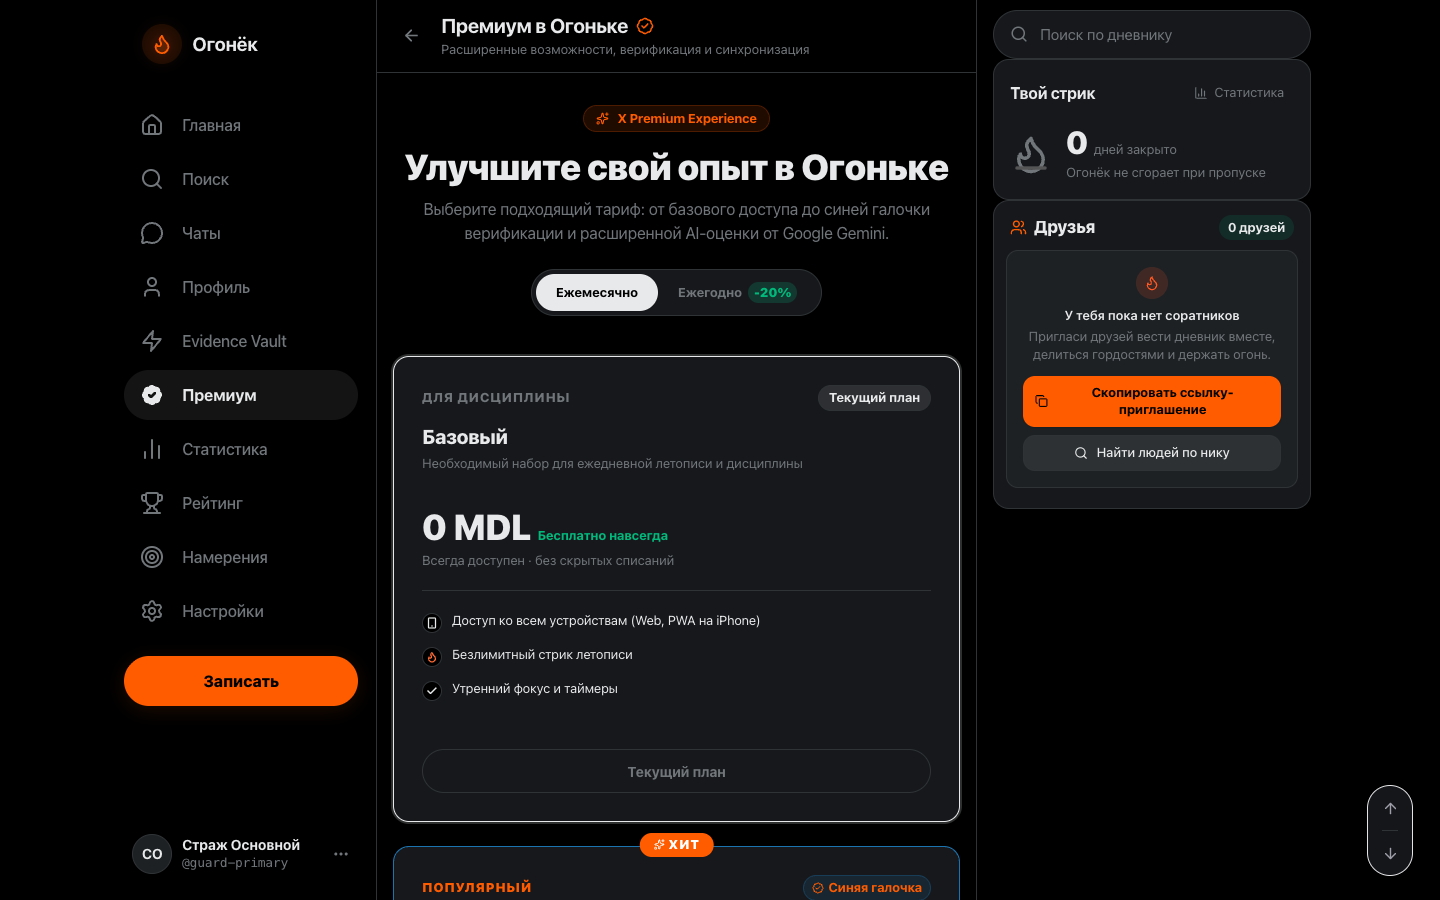 Огонёк
Главная
Поиск
Чаты
Профиль
Evidence Vault
Премиум
Статистика
Рейтинг
Намерения
Настройки
Записать
СО
Страж Основной
@guard-primary
Премиум в Огоньке
Расширенные возможности, верификация и синхронизация
X Premium Experience
Улучшите свой опыт в Огоньке
Выберите подходящий тариф: от базового доступа до синей галочки
верификации и расширенной AI-оценки от Google Gemini.
Ежемесячно
Ежегодно -20%
ДЛЯ ДИСЦИПЛИНЫ
Текущий план
Базовый
Необходимый набор для ежедневной летописи и дисциплины
0 MDL Бесплатно навсегда
Всегда доступен · без скрытых списаний
Доступ ко всем устройствам (Web, PWA на iPhone)
Безлимитный стрик летописи
Утренний фокус и таймеры
Текущий план
ХИТ
ПОПУЛЯРНЫЙ
Синяя галочка
Поиск по дневнику
Твой стрик
Статистика
0 дней закрыто
Огонёк не сгорает при пропуске
Друзья
0 друзей
У тебя пока нет соратников
Пригласи друзей вести дневник вместе,
делиться гордостями и держать огонь.
Скопировать ссылку-
приглашение
Найти людей по нику